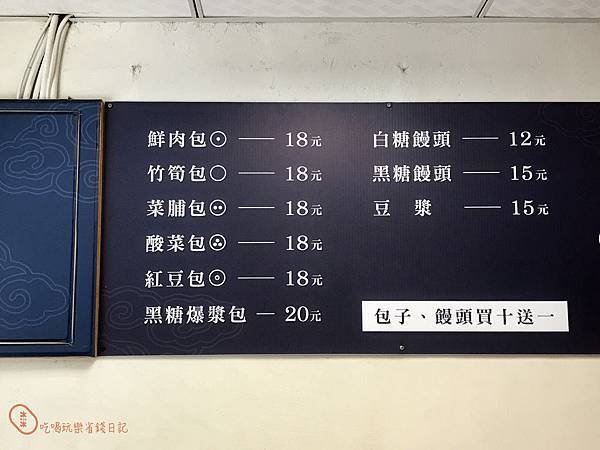 鮮肉包⊙ — 18元
竹筍包○ — 18元
菜脯包 — 18元
酸菜包 — 18元
紅豆包◎ — 18元
黑糖爆漿包 — 20元
白糖饅頭 — 12元
黑糖饅頭 — 15元
豆 漿 — 15元
包子、饅頭買十送一
吃喝玩樂省錢日記